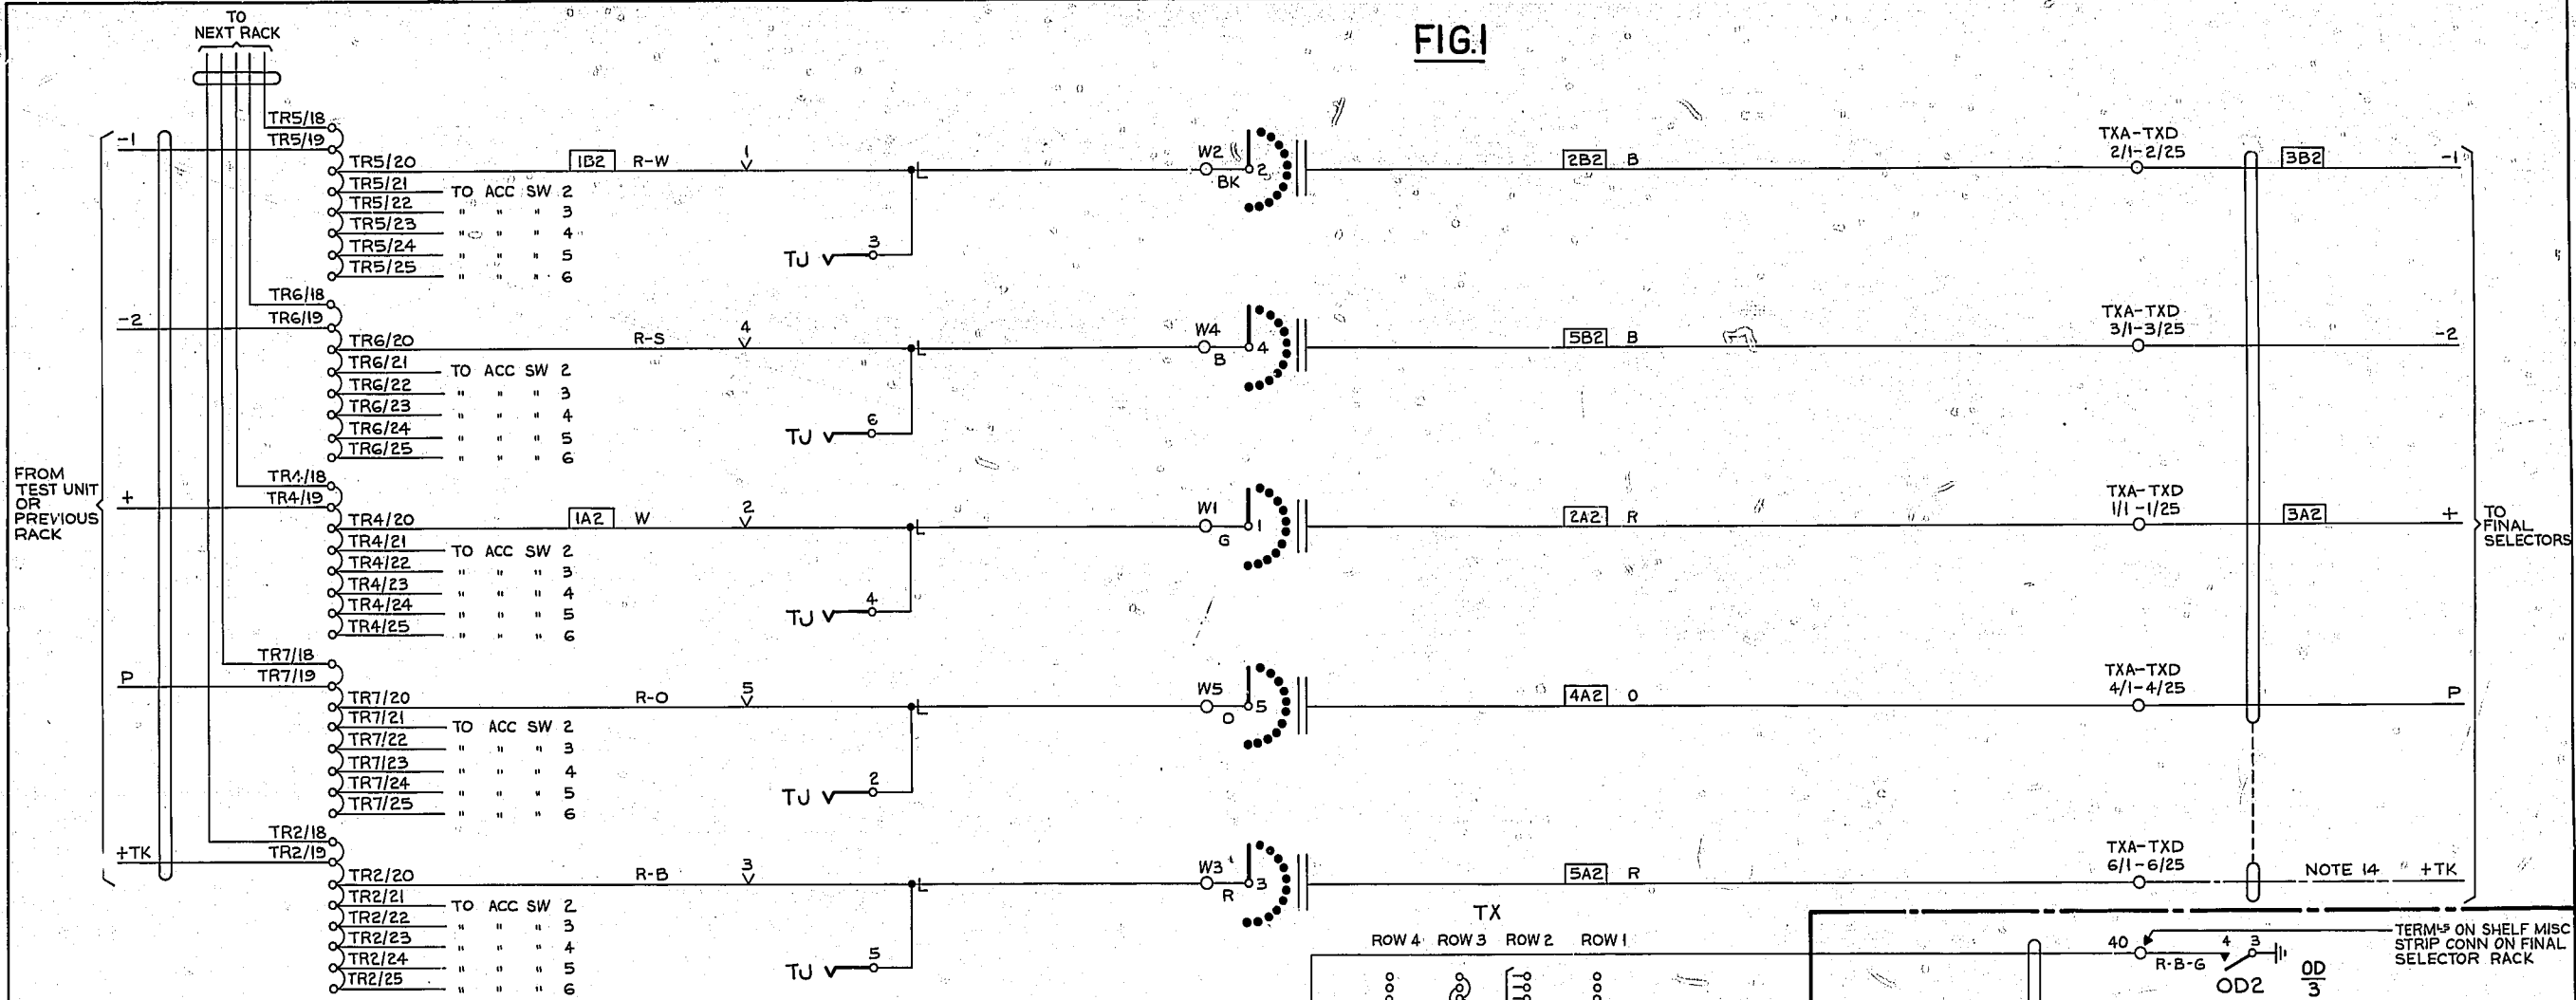 FIG.1
TO
NEXT RACK
FROM
TEST UNIT
OR
PREVIOUS
RACK
-1
TR5/18
TR5/19
TR5/20 1B2 R-W 1
TR5/21 TO ACC SW 2
TR5/22 " " " 3
TR5/23 " " " 4
TR5/24 " " " 5
TR5/25 " " " 6
TJ 3
W2 2
BK
2B2 B
TXA-TXD
2/1-2/25
3B2 -1
-2
TR6/18
TR6/19
TR6/20 R-S 4
TR6/21 TO ACC SW 2
TR6/22 " " " 3
TR6/23 " " " 4
TR6/24 " " " 5
TR6/25 " " " 6
TJ 6
W4 4
B
5B2 B
TXA-TXD
3/1-3/25
-2
+
TR4/18
TR4/19
TR4/20 1A2 W 2
TR4/21 TO ACC SW 2
TR4/22 " " " 3
TR4/23 " " " 4
TR4/24 " " " 5
TR4/25 " " " 6
TJ 4
W1 1
G
2A2 R
TXA-TXD
1/1-1/25
3A2 +
TO
FINAL
SELECTORS
P
TR7/18
TR7/19
TR7/20 R-O 5
TR7/21 TO ACC SW 2
TR7/22 " " " 3
TR7/23 " " " 4
TR7/24 " " " 5
TR7/25 " " " 6
TJ 2
W5 5
O
4A2 O
TXA-TXD
4/1-4/25
P
+TK
TR2/18
TR2/19
TR2/20 R-B 3
TR2/21 TO ACC SW 2
TR2/22 " " " 3
TR2/23 " " " 4
TR2/24 " " " 5
TR2/25 " " " 6
TJ 5
W3 3
R
5A2 R
TXA-TXD
6/1-6/25
NOTE 14 +TK
TX
ROW 4 ROW 3 ROW 2 ROW 1
40 4 3
R-B-G
OD2
OD
3
TERMLS ON SHELF MISC
STRIP CONN ON FINAL
SELECTOR RACK